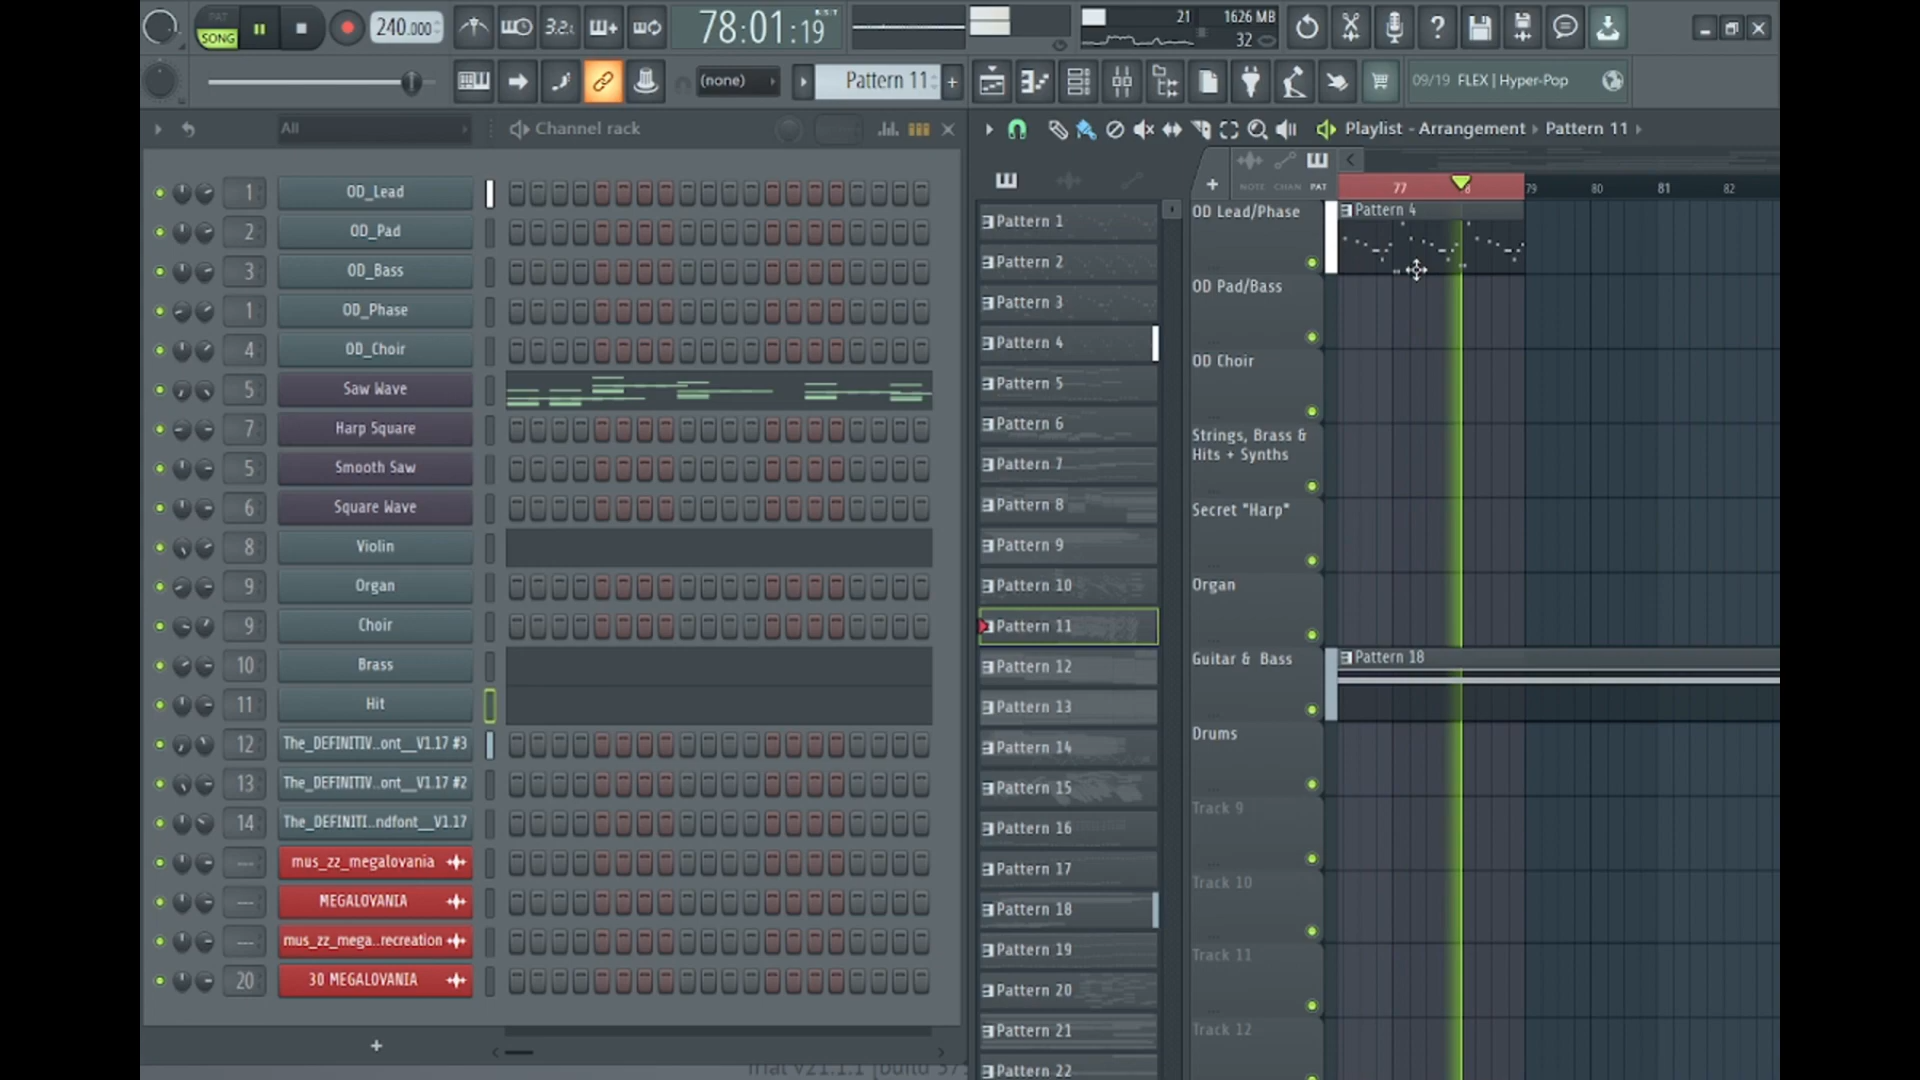 PAT
SONG
240.000
3.2.
78:01:19
B:S:T
21
1626 MB
32
(none)
Pattern 11
+
09/19 FLEX | Hyper-Pop
All
Channel rack
Playlist - Arrangement
Pattern 11
NOTE CHAN PAT
77
8
79
80
81
82
1
OD_Lead
2
OD_Pad
3
OD_Bass
1
OD_Phase
4
OD_Choir
5
Saw Wave
7
Harp Square
5
Smooth Saw
6
Square Wave
8
Violin
9
Organ
9
Choir
10
Brass
11
Hit
12
The_DEFINITIV..ont__V1.17 #3
13
The_DEFINITIV..ont__V1.17 #2
14
The_DEFINITI..ndfont__V1.17
---
mus_zz_megalovania
---
MEGALOVANIA
---
mus_zz_mega..recreation
20
30 MEGALOVANIA
+
Pattern 1
Pattern 2
Pattern 3
Pattern 4
Pattern 5
Pattern 6
Pattern 7
Pattern 8
Pattern 9
Pattern 10
Pattern 11
Pattern 12
Pattern 13
Pattern 14
Pattern 15
Pattern 16
Pattern 17
Pattern 18
Pattern 19
Pattern 20
Pattern 21
Pattern 22
OD Lead/Phase
Pattern 4
OD Pad/Bass
OD Choir
Strings, Brass &
Hits + Synths
Secret "Harp"
Organ
Guitar & Bass
Pattern 18
Drums
Track 9
Track 10
Track 11
Track 12